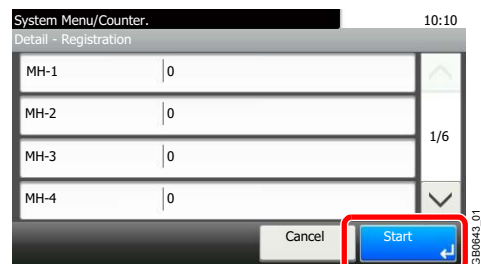 System Menu/Counter. 10:10
Detail - Registration
MH-1 0
MH-2 0
1/6
MH-3 0
MH-4 0
Cancel Start
GB0643_01